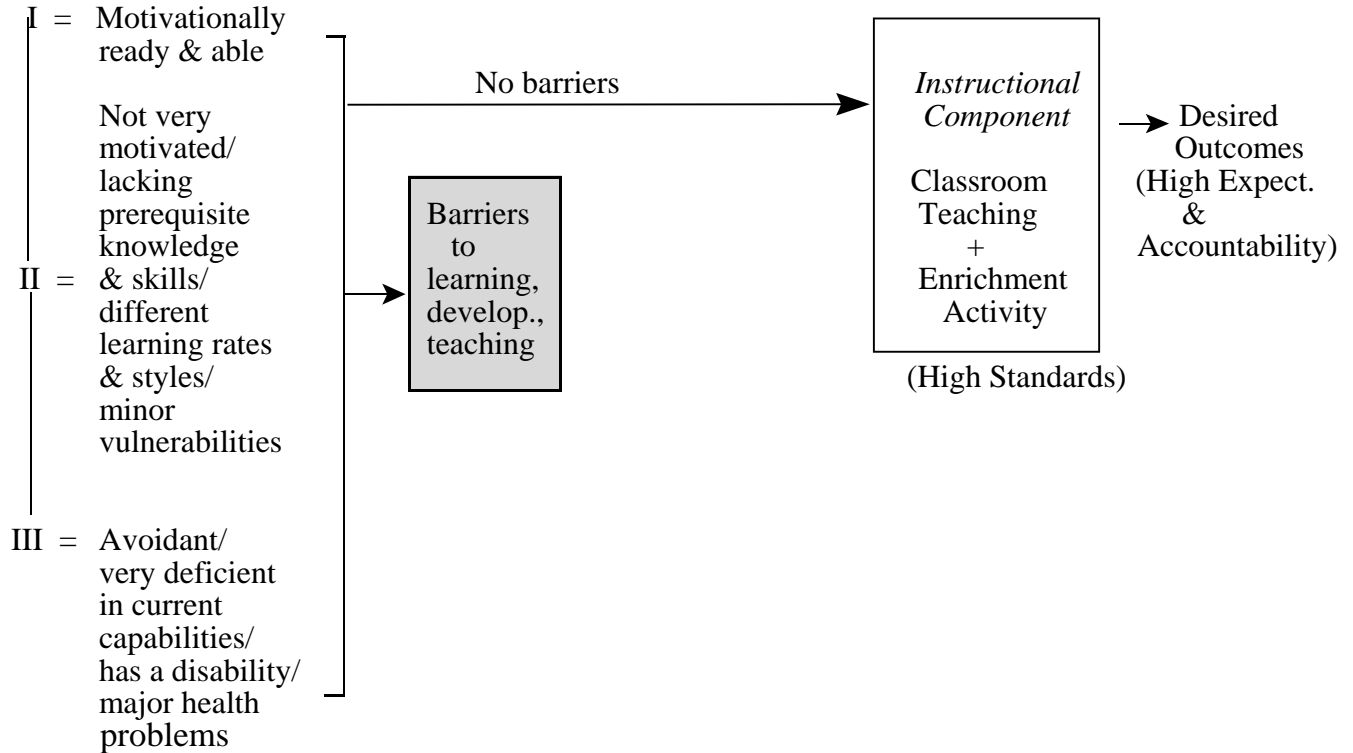 I = Motivationally
ready & able
Not very
motivated/
lacking
prerequisite
knowledge
II = & skills/
different
learning rates
& styles/
minor
vulnerabilities
III = Avoidant/
very deficient
in current
capabilities/
has a disability/
major health
problems
No barriers
Barriers
to
learning,
develop.,
teaching
Instructional
Component
Classroom
Teaching
+
Enrichment
Activity
(High Standards)
Desired
Outcomes
(High Expect.
&
Accountability)